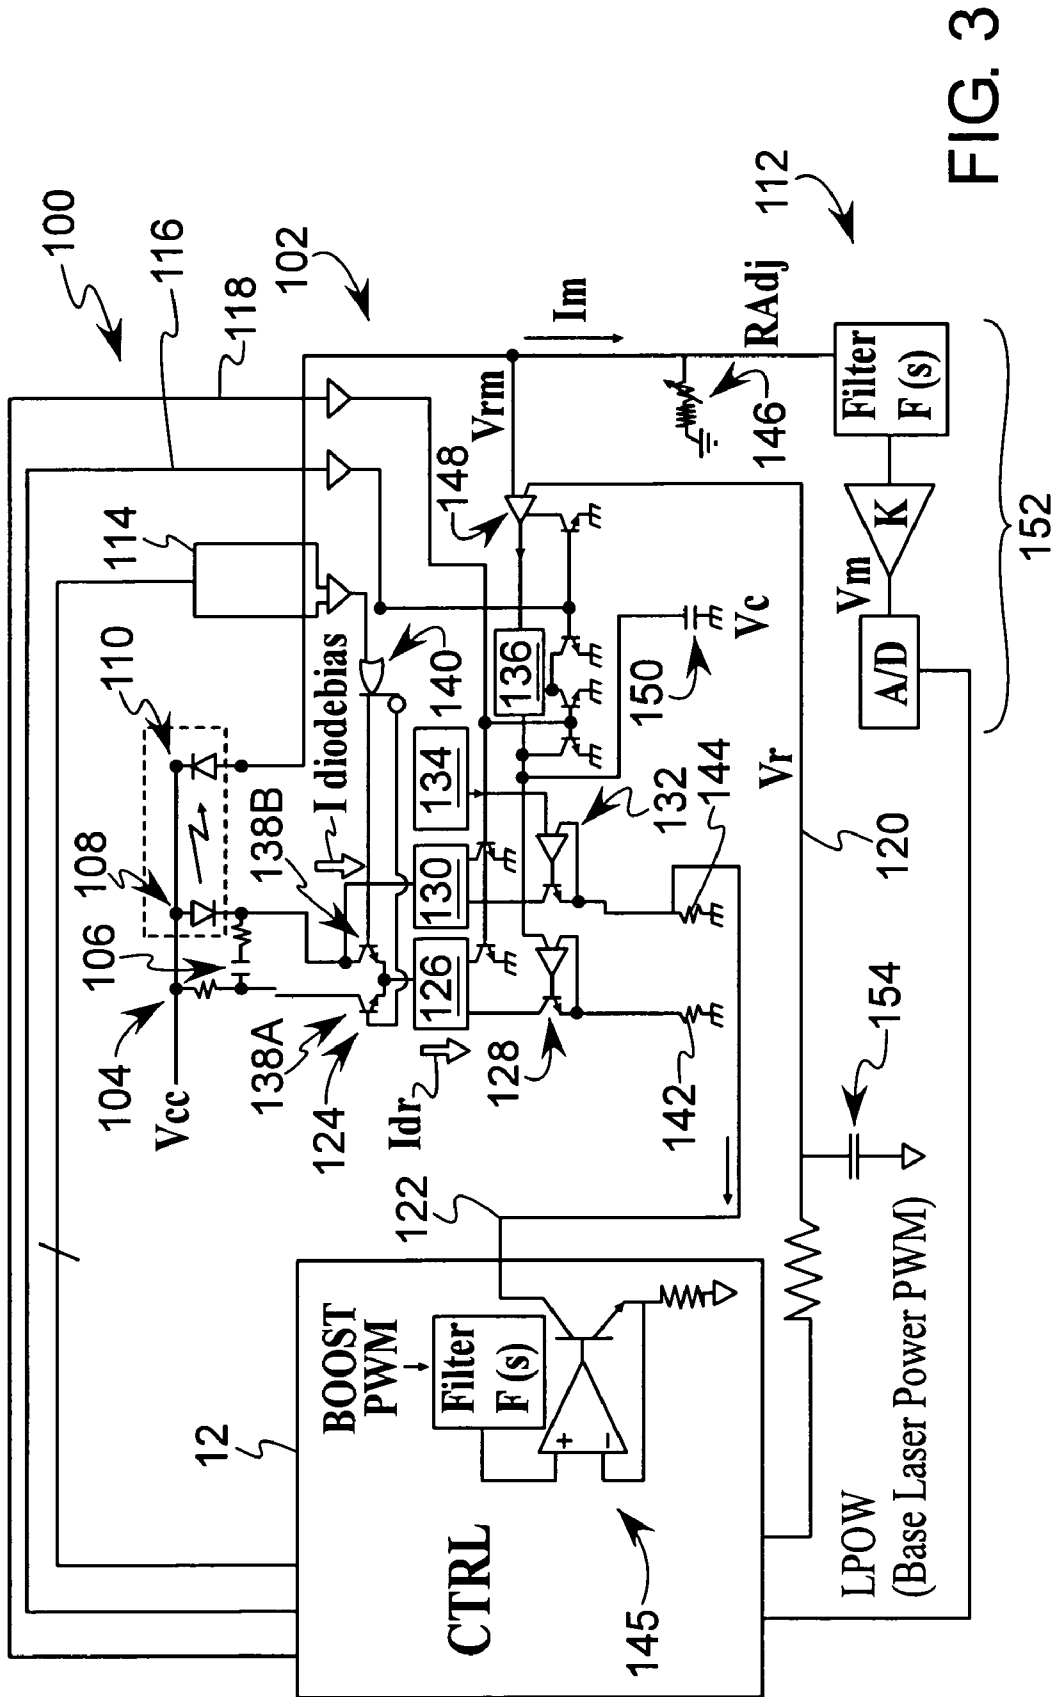 FIG. 3
100
116
118
102
112
114
110
108
106
104
Vcc
138A
124
138B
I diodebias
140
148
Vrm
Im
RAdj
146
Filter
F (s)
K
Vm
A/D
152
136
134
130
126
150
Vc
132
144
Idr
128
142
Vr
120
154
122
12
BOOST
PWM
Filter
F (s)
+
−
CTRL
145
LPOW
(Base Laser Power PWM)